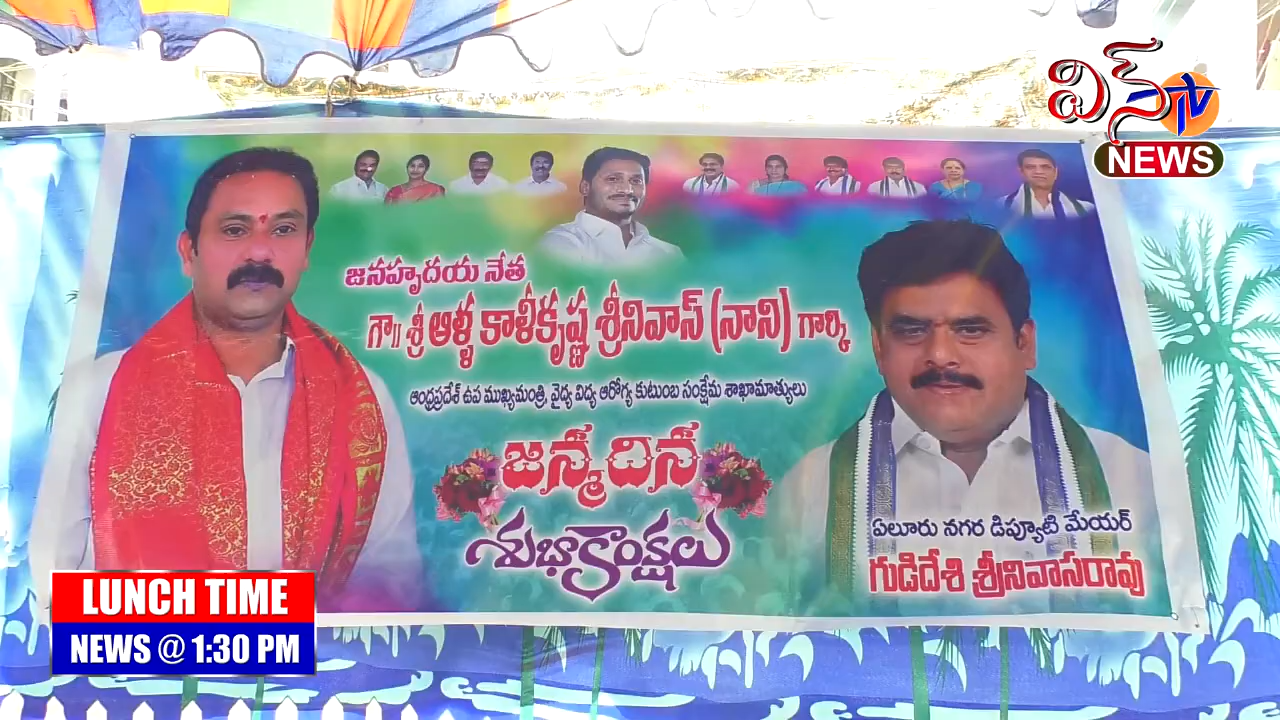 విస్ TV
NEWS
జనహృదయ నేత
గౌ॥ శ్రీ ఆళ్ళ కాళీకృష్ణ శ్రీనివాస్ (నాని) గార్కి
ఆంధ్రప్రదేశ్ ఉప ముఖ్యమంత్రి, వైద్య విద్య ఆరోగ్య కుటుంబ సంక్షేమ శాఖామాత్యులు
జన్మదిన
శుభాకాంక్షలు
ఏలూరు నగర డిప్యూటి మేయర్
గుడిదేశి శ్రీనివాసరావు
LUNCH TIME
NEWS @ 1:30 PM